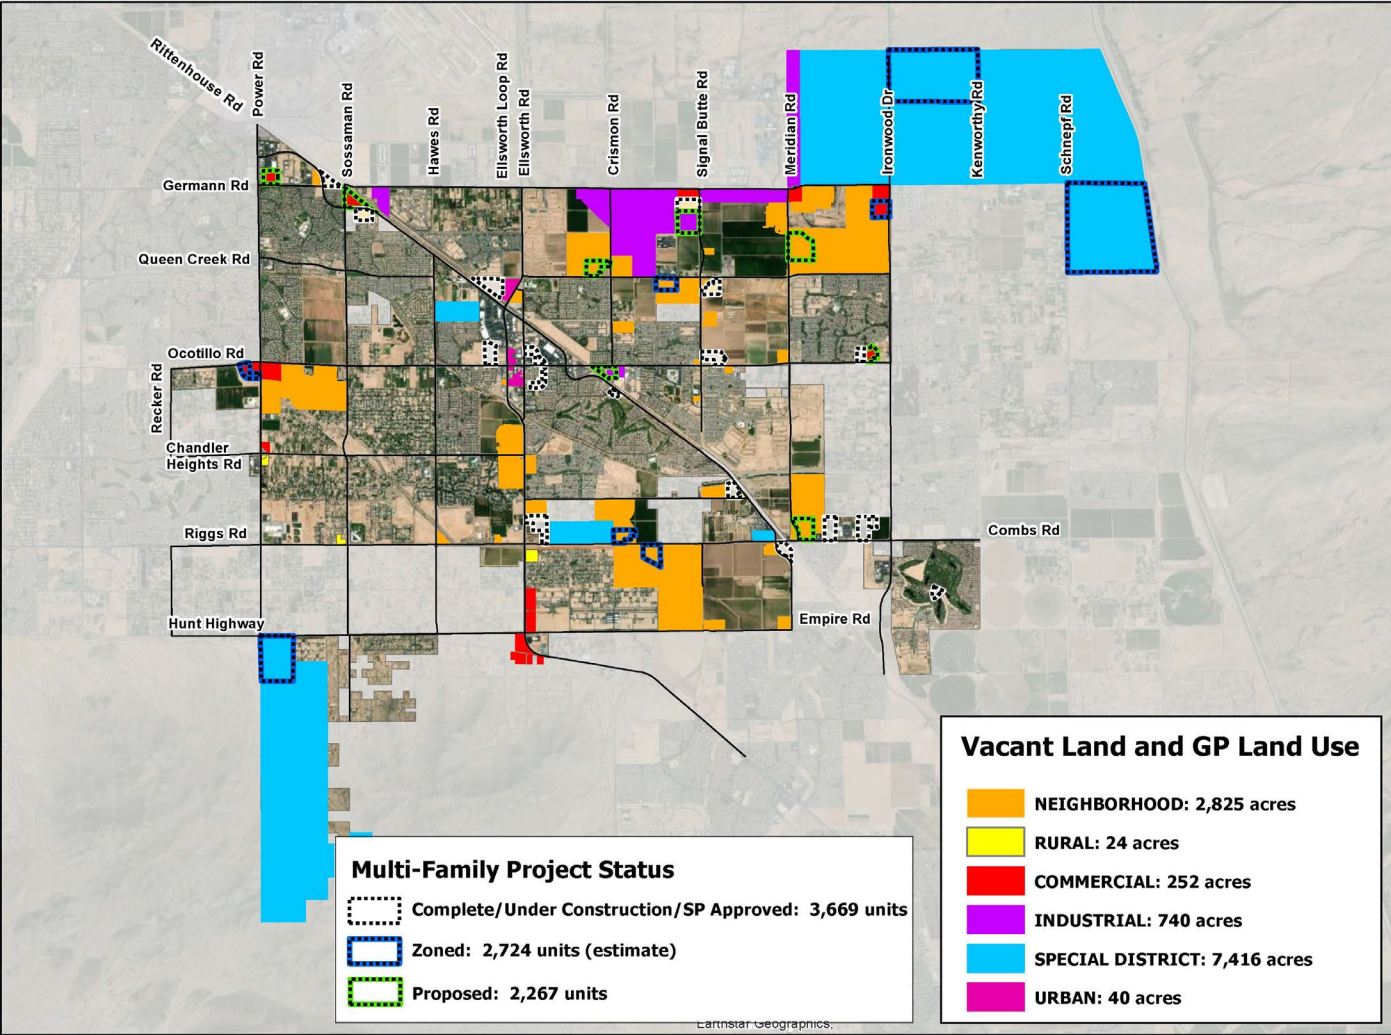 Rittenhouse Rd
Power Rd
Sossaman Rd
Hawes Rd
Ellsworth Loop Rd
Ellsworth Rd
Crismon Rd
Signal Butte Rd
Meridian Rd
Ironwood Dr
Kenworthy Rd
Schnepf Rd
Germann Rd
Queen Creek Rd
Ocotillo Rd
Recker Rd
Chandler
Heights Rd
Riggs Rd
Combs Rd
Hunt Highway
Empire Rd
Vacant Land and GP Land Use
NEIGHBORHOOD: 2,825 acres
RURAL: 24 acres
COMMERCIAL: 252 acres
INDUSTRIAL: 740 acres
SPECIAL DISTRICT: 7,416 acres
URBAN: 40 acres
Multi-Family Project Status
Complete/Under Construction/SP Approved: 3,669 units
Zoned: 2,724 units (estimate)
Proposed: 2,267 units
Earthstar Geographics,